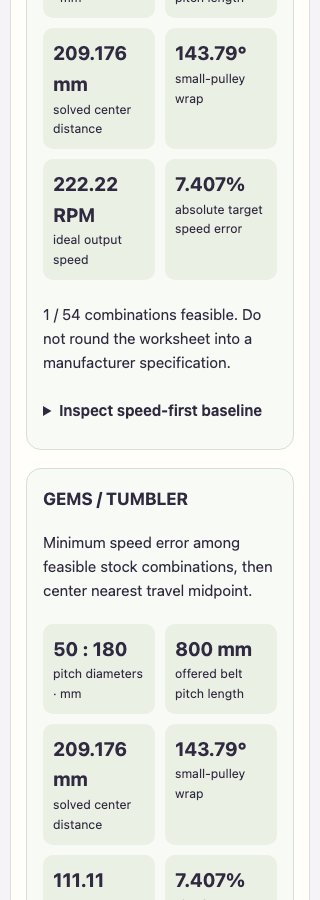 · mm
pitch length
209.176
mm
solved center
distance
143.79°
small-pulley
wrap
222.22
RPM
ideal output
speed
7.407%
absolute target
speed error
1 / 54 combinations feasible. Do
not round the worksheet into a
manufacturer specification.
▶ Inspect speed-first baseline
GEMS / TUMBLER
Minimum speed error among
feasible stock combinations, then
center nearest travel midpoint.
50 : 180
pitch diameters
· mm
800 mm
offered belt
pitch length
209.176
mm
solved center
distance
143.79°
small-pulley
wrap
111.11
7.407%